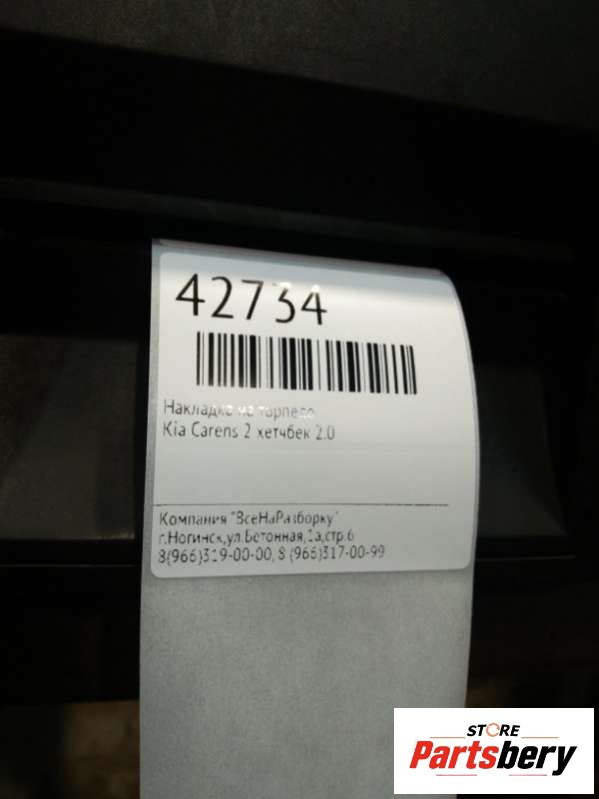 42734
Накладка на торпедо
Kia Carens 2 хетчбек 2.0
Компания "ВсеНаРазборку"
г.Ногинск,ул.Бетонная,1а,стр.6
8(966)319-00-00, 8 (966)317-00-99
STORE
Partsbery